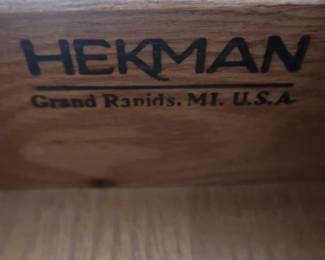 HEKMAN
Grand Rapids, MI. U.S.A